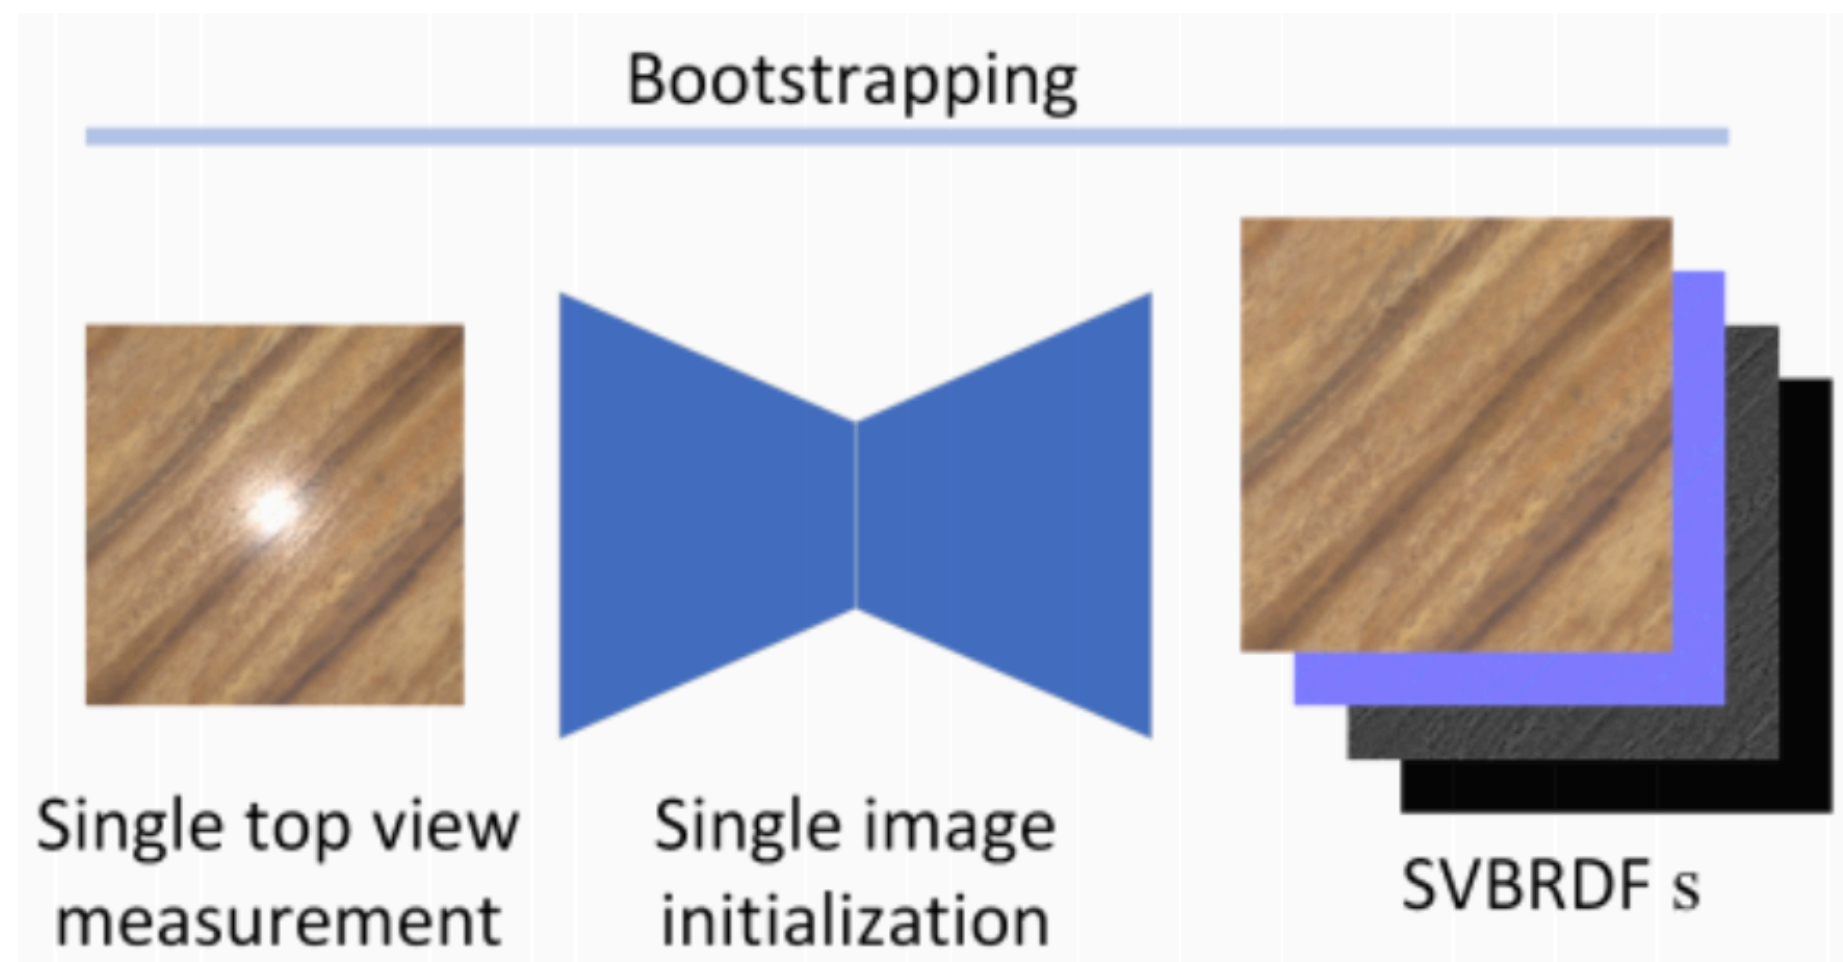 Bootstrapping
Single top view
measurement
Single image
initialization
SVBRDF s